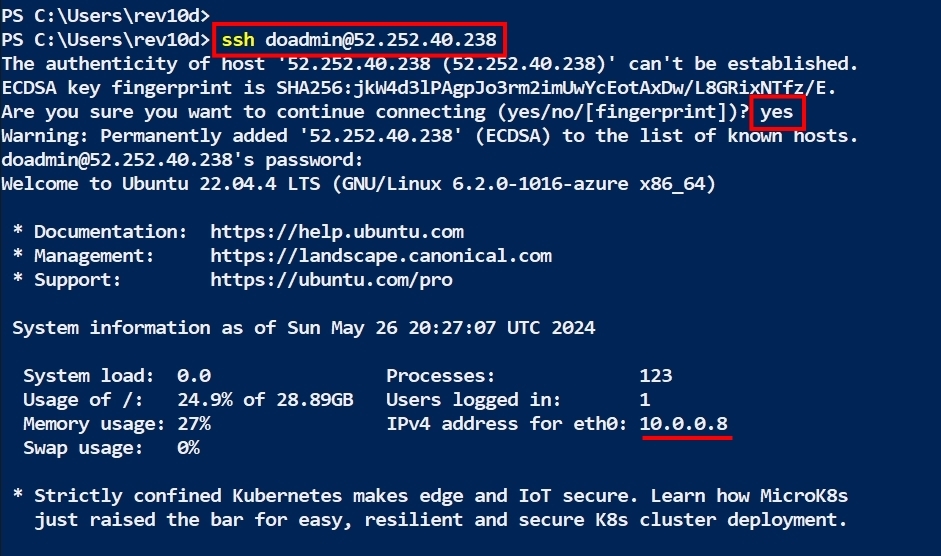 PS C:\Users\rev10d>
PS C:\Users\rev10d> ssh doadmin@52.252.40.238
The authenticity of host '52.252.40.238 (52.252.40.238)' can't be established.
ECDSA key fingerprint is SHA256:jkW4d3lPAgpJo3rm2imUwYcEotAxDw/L8GRixNTfz/E.
Are you sure you want to continue connecting (yes/no/[fingerprint])? yes
Warning: Permanently added '52.252.40.238' (ECDSA) to the list of known hosts.
doadmin@52.252.40.238's password:
Welcome to Ubuntu 22.04.4 LTS (GNU/Linux 6.2.0-1016-azure x86_64)

 * Documentation:  https://help.ubuntu.com
 * Management:     https://landscape.canonical.com
 * Support:        https://ubuntu.com/pro

 System information as of Sun May 26 20:27:07 UTC 2024

  System load:  0.0                Processes:             123
  Usage of /:   24.9% of 28.89GB   Users logged in:       1
  Memory usage: 27%                IPv4 address for eth0: 10.0.0.8
  Swap usage:   0%

 * Strictly confined Kubernetes makes edge and IoT secure. Learn how MicroK8s
   just raised the bar for easy, resilient and secure K8s cluster deployment.